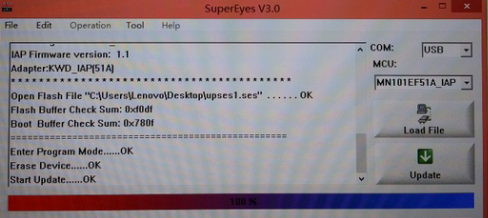 SuperEyes V3.0
File Edit Operation Tool Help
IAP Firmware version: 1.1
Adapter:KWD_IAP[51A]
****************************************
Open Flash File "C:\Users\Lenovo\Desktop\upses1.ses" ...... OK
Flash Buffer Check Sum: 0xf0df
Boot Buffer Check Sum: 0x780f
==================================================
Enter Program Mode......OK
Erase Device......OK
Start Update......OK
COM:
USB
MCU:
MN101EF51A_IAP
Load File
Update
100 %